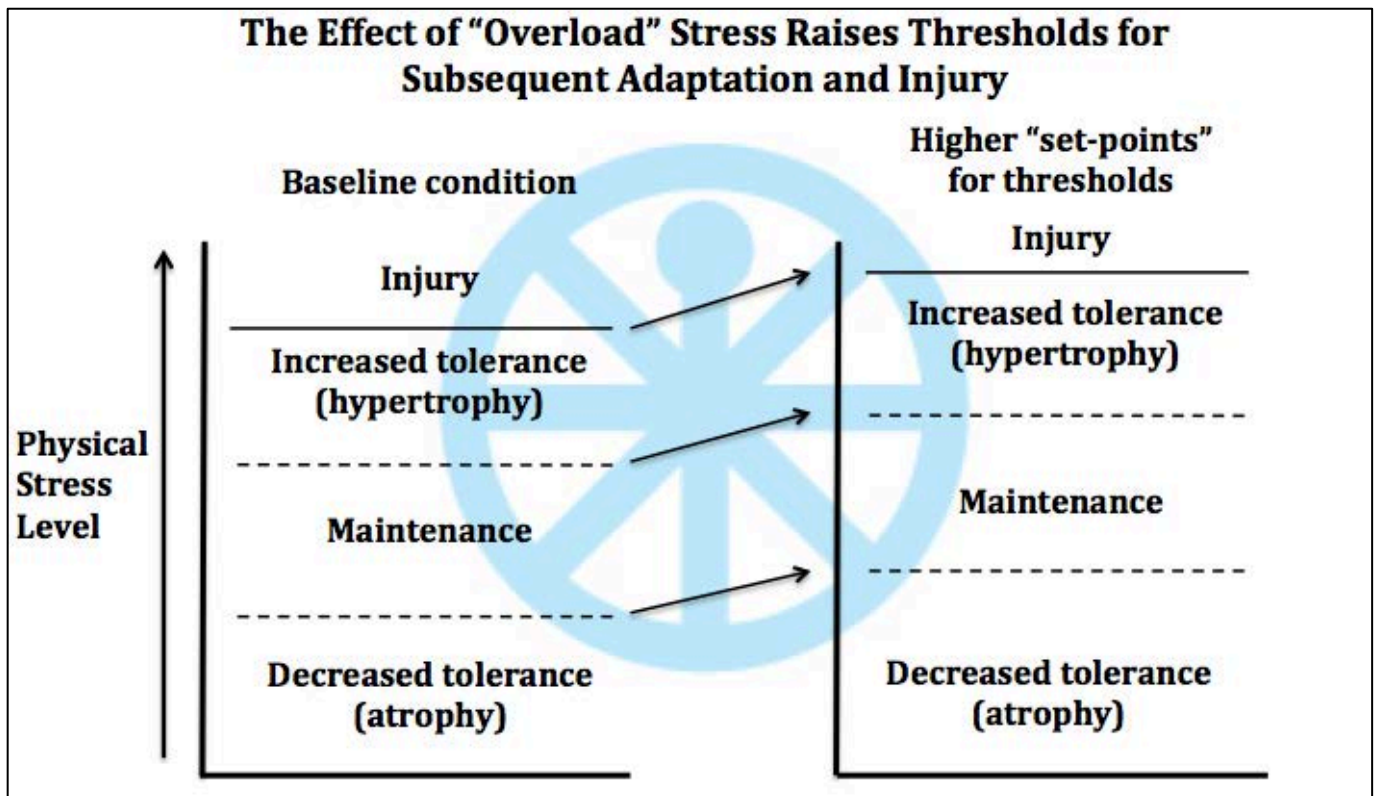 The Effect of “Overload” Stress Raises Thresholds for
Subsequent Adaptation and Injury
Baseline condition
Higher “set-points”
for thresholds
Physical
Stress
Level
Injury
Increased tolerance
(hypertrophy)
Maintenance
Decreased tolerance
(atrophy)
Injury
Increased tolerance
(hypertrophy)
Maintenance
Decreased tolerance
(atrophy)